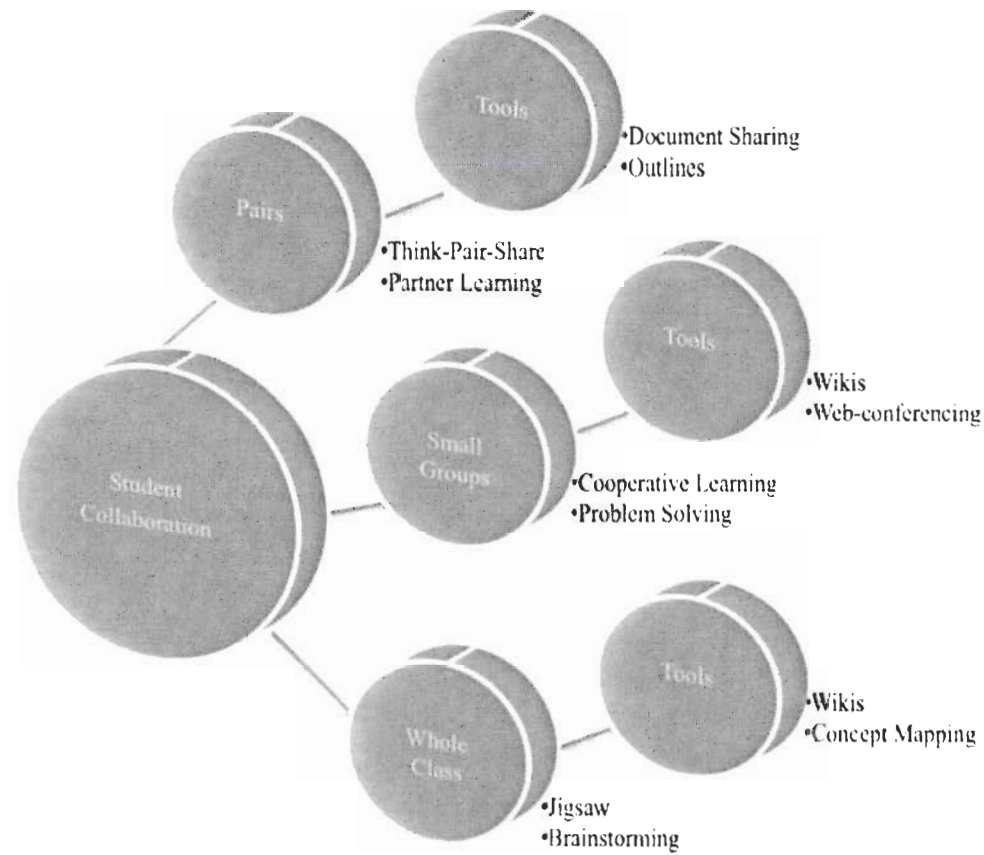 Tools
•Document Sharing
•Outlines
Pairs
•Think-Pair-Share
•Partner Learning
Tools
•Wikis
•Web-conferencing
Small
Groups
•Cooperative Learning
•Problem Solving
Student
Collaboration
Tools
•Wikis
•Concept Mapping
Whole
Class
•Jigsaw
•Brainstorming